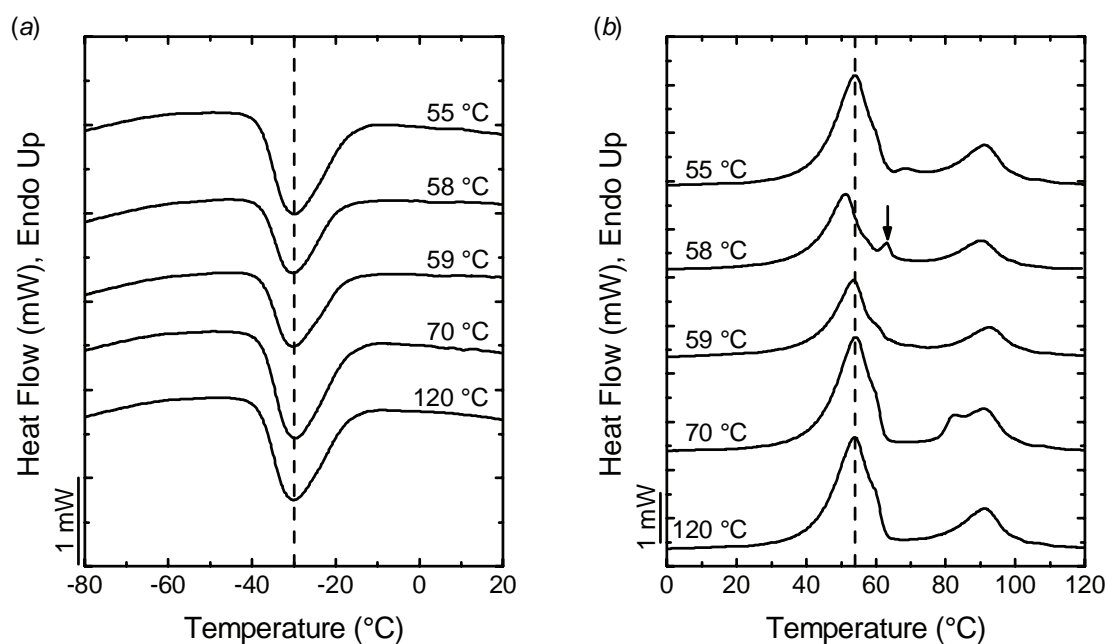 (a)
Heat Flow (mW), Endo Up
1 mW
55 °C
58 °C
59 °C
70 °C
120 °C
-80 -60 -40 -20 0 20
Temperature (°C)
(b)
Heat Flow (mW), Endo Up
1 mW
55 °C
58 °C
59 °C
70 °C
120 °C
0 20 40 60 80 100 120
Temperature (°C)